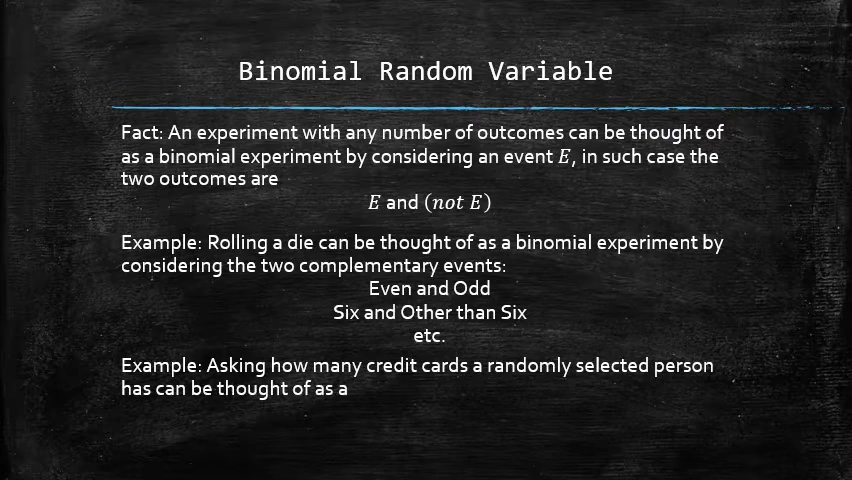 Binomial Random Variable
Fact: An experiment with any number of outcomes can be thought of
as a binomial experiment by considering an event E, in such case the
two outcomes are
E and (not E)
Example: Rolling a die can be thought of as a binomial experiment by
considering the two complementary events:
Even and Odd
Six and Other than Six
etc.
Example: Asking how many credit cards a randomly selected person
has can be thought of as a